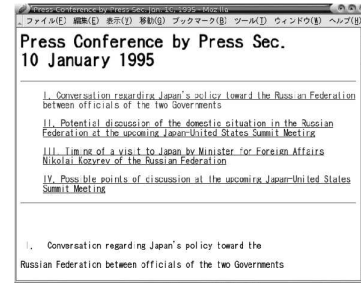 Press Conference by Press Sec. Jan. 10, 1995 - Mozilla
ファイル(F) 編集(E) 表示(V) 移動(G) ブックマーク(B) ツール(T) ウィンドウ(W) ヘルプ(H)
Press Conference by Press Sec.
10 January 1995
I. Conversation regarding Japan's policy toward the Russian Federation
between officials of the two Governments
II. Potential discussion of the domestic situation in the Russian
Federation at the upcoming Japan-United States Summit Meeting
III. Timing of a visit to Japan by Minister for Foreign Affairs
Nikolai Kozyrev of the Russian Federation
IV. Possible points of discussion at the upcoming Japan-United States
Summit Meeting
I. Conversation regarding Japan's policy toward the
Russian Federation between officials of the two Governments